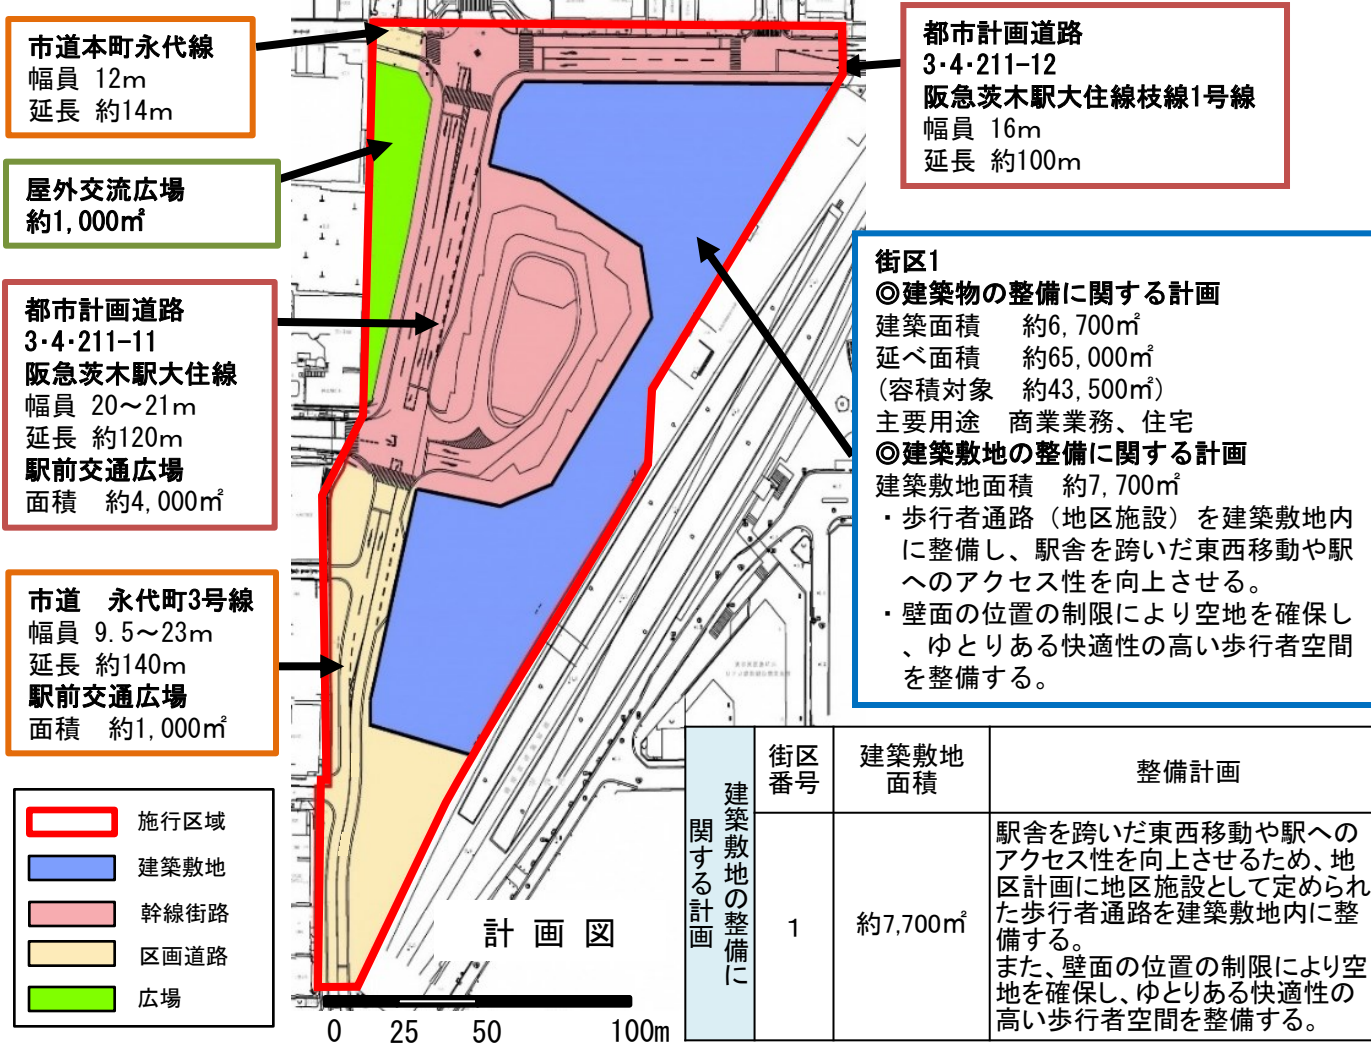 市道本町永代線
幅員 12m
延長 約14m
屋外交流広場
約1,000㎡
都市計画道路
3・4・211-11
阪急茨木駅大住線
幅員 20～21m
延長 約120m
駅前交通広場
面積　約4,000㎡
市道　永代町3号線
幅員 9.5～23m
延長 約140m
駅前交通広場
面積　約1,000㎡
施行区域
建築敷地
幹線街路
区画道路
広場
計 画 図
0 25 50 100m
都市計画道路
3・4・211-12
阪急茨木駅大住線枝線1号線
幅員 16m
延長 約100m
街区1
◎建築物の整備に関する計画
建築面積　約6,700㎡
延べ面積　約65,000㎡
(容積対象　約43,500㎡)
主要用途　商業業務、住宅
◎建築敷地の整備に関する計画
建築敷地面積　約7,700㎡
・歩行者通路（地区施設）を建築敷地内
に整備し、駅舎を跨いだ東西移動や駅
へのアクセス性を向上させる。
・壁面の位置の制限により空地を確保し
、ゆとりある快適性の高い歩行者空間
を整備する。
建築敷地の整備に
関する計画
街区
番号
建築敷地
面積
整備計画
1
約7,700㎡
駅舎を跨いだ東西移動や駅への
アクセス性を向上させるため、地
区計画に地区施設として定められ
た歩行者通路を建築敷地内に整
備する。
また、壁面の位置の制限により空
地を確保し、ゆとりある快適性の
高い歩行者空間を整備する。